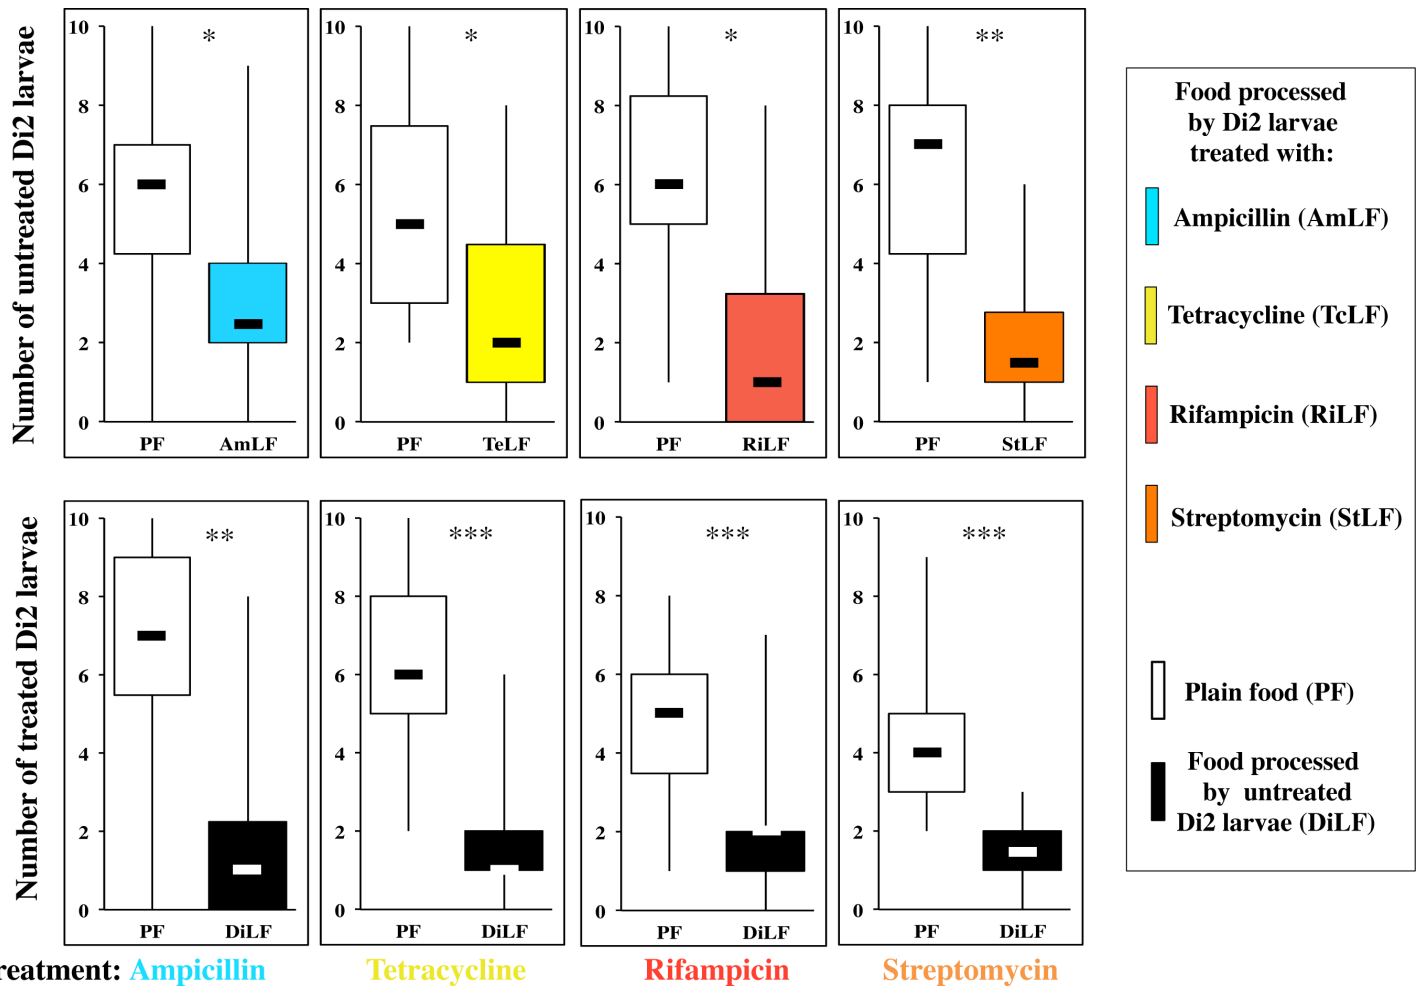 Number of untreated Di2 larvae
10
8
6
4
2
0
*
PF AmLF
10
8
6
4
2
0
*
PF TeLF
10
8
6
4
2
0
*
PF RiLF
10
8
6
4
2
0
**
PF StLF
Number of treated Di2 larvae
10
8
6
4
2
0
**
PF DiLF
10
8
6
4
2
0
***
PF DiLF
10
8
6
4
2
0
***
PF DiLF
10
8
6
4
2
0
***
PF DiLF
reatment: Ampicillin Tetracycline Rifampicin Streptomycin
Food processed
by Di2 larvae
treated with:
Ampicillin (AmLF)
Tetracycline (TcLF)
Rifampicin (RiLF)
Streptomycin (StLF)
Plain food (PF)
Food processed
by untreated
Di2 larvae (DiLF)